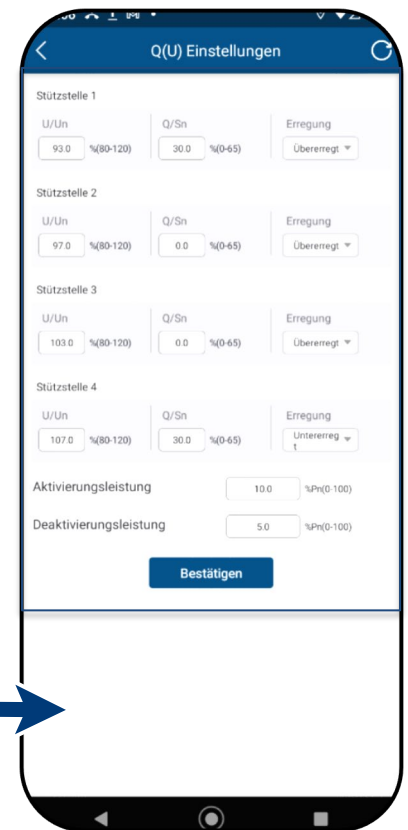 Q(U) Einstellungen
Stützstelle 1
U/Un Q/Sn Erregung
93.0 %(80-120) 30.0 %(0-65) Übererregt
Stützstelle 2
U/Un Q/Sn Erregung
97.0 %(80-120) 0.0 %(0-65) Übererregt
Stützstelle 3
U/Un Q/Sn Erregung
103.0 %(80-120) 0.0 %(0-65) Übererregt
Stützstelle 4
U/Un Q/Sn Erregung
107.0 %(80-120) 30.0 %(0-65) Untererreg
t
Aktivierungsleistung 10.0 %Pn(0-100)
Deaktivierungsleistung 5.0 %Pn(0-100)
Bestätigen